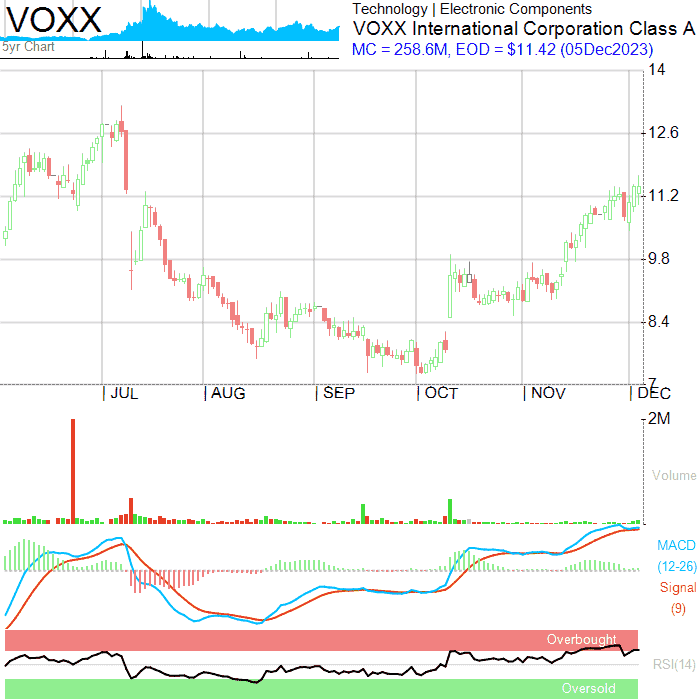 VOXX
5yr Chart
Technology | Electronic Components
VOXX International Corporation Class A
MC = 258.6M, EOD = $11.42 (05Dec2023)
14
12.6
11.2
9.8
8.4
7
JUL
AUG
SEP
OCT
NOV
DEC
2M
Volume
MACD
(12-26)
Signal
(9)
Overbought
RSI(14)
Oversold